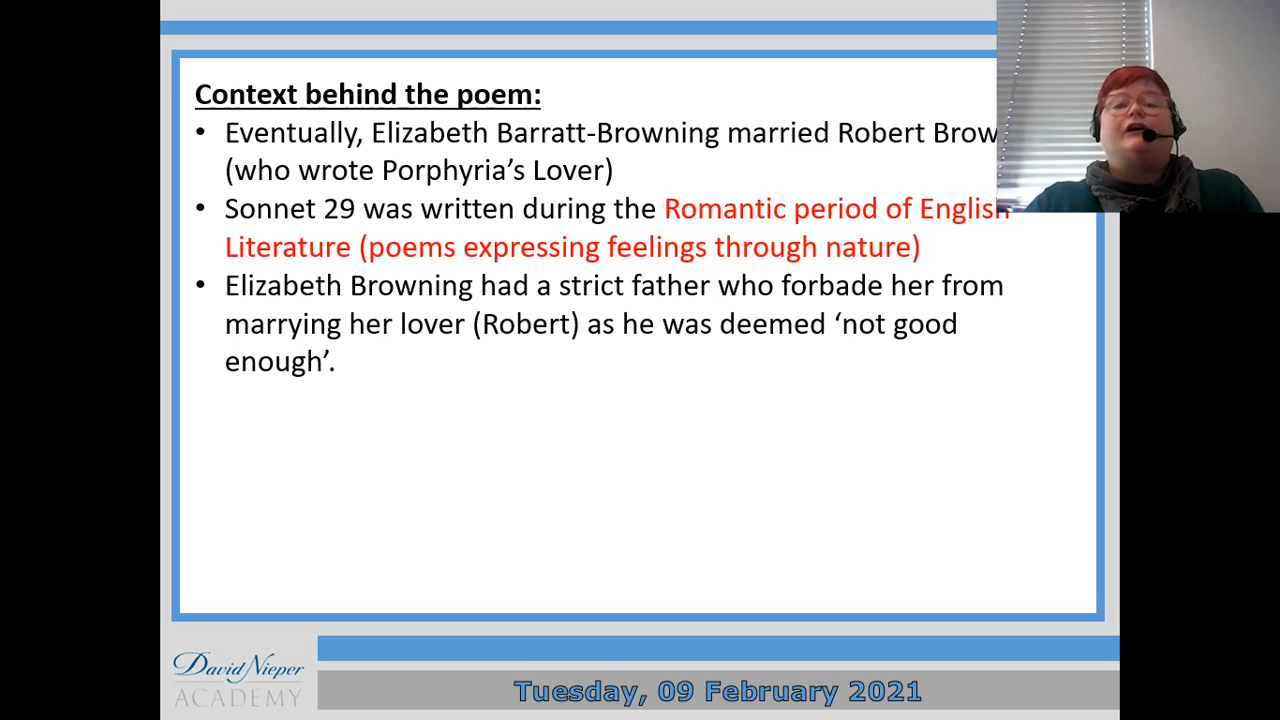 Context behind the poem:
• Eventually, Elizabeth Barratt-Browning married Robert Brow
(who wrote Porphyria’s Lover)
• Sonnet 29 was written during the Romantic period of English
Literature (poems expressing feelings through nature)
• Elizabeth Browning had a strict father who forbade her from
marrying her lover (Robert) as he was deemed ‘not good
enough’.
David Nieper
ACADEMY
Tuesday, 09 February 2021